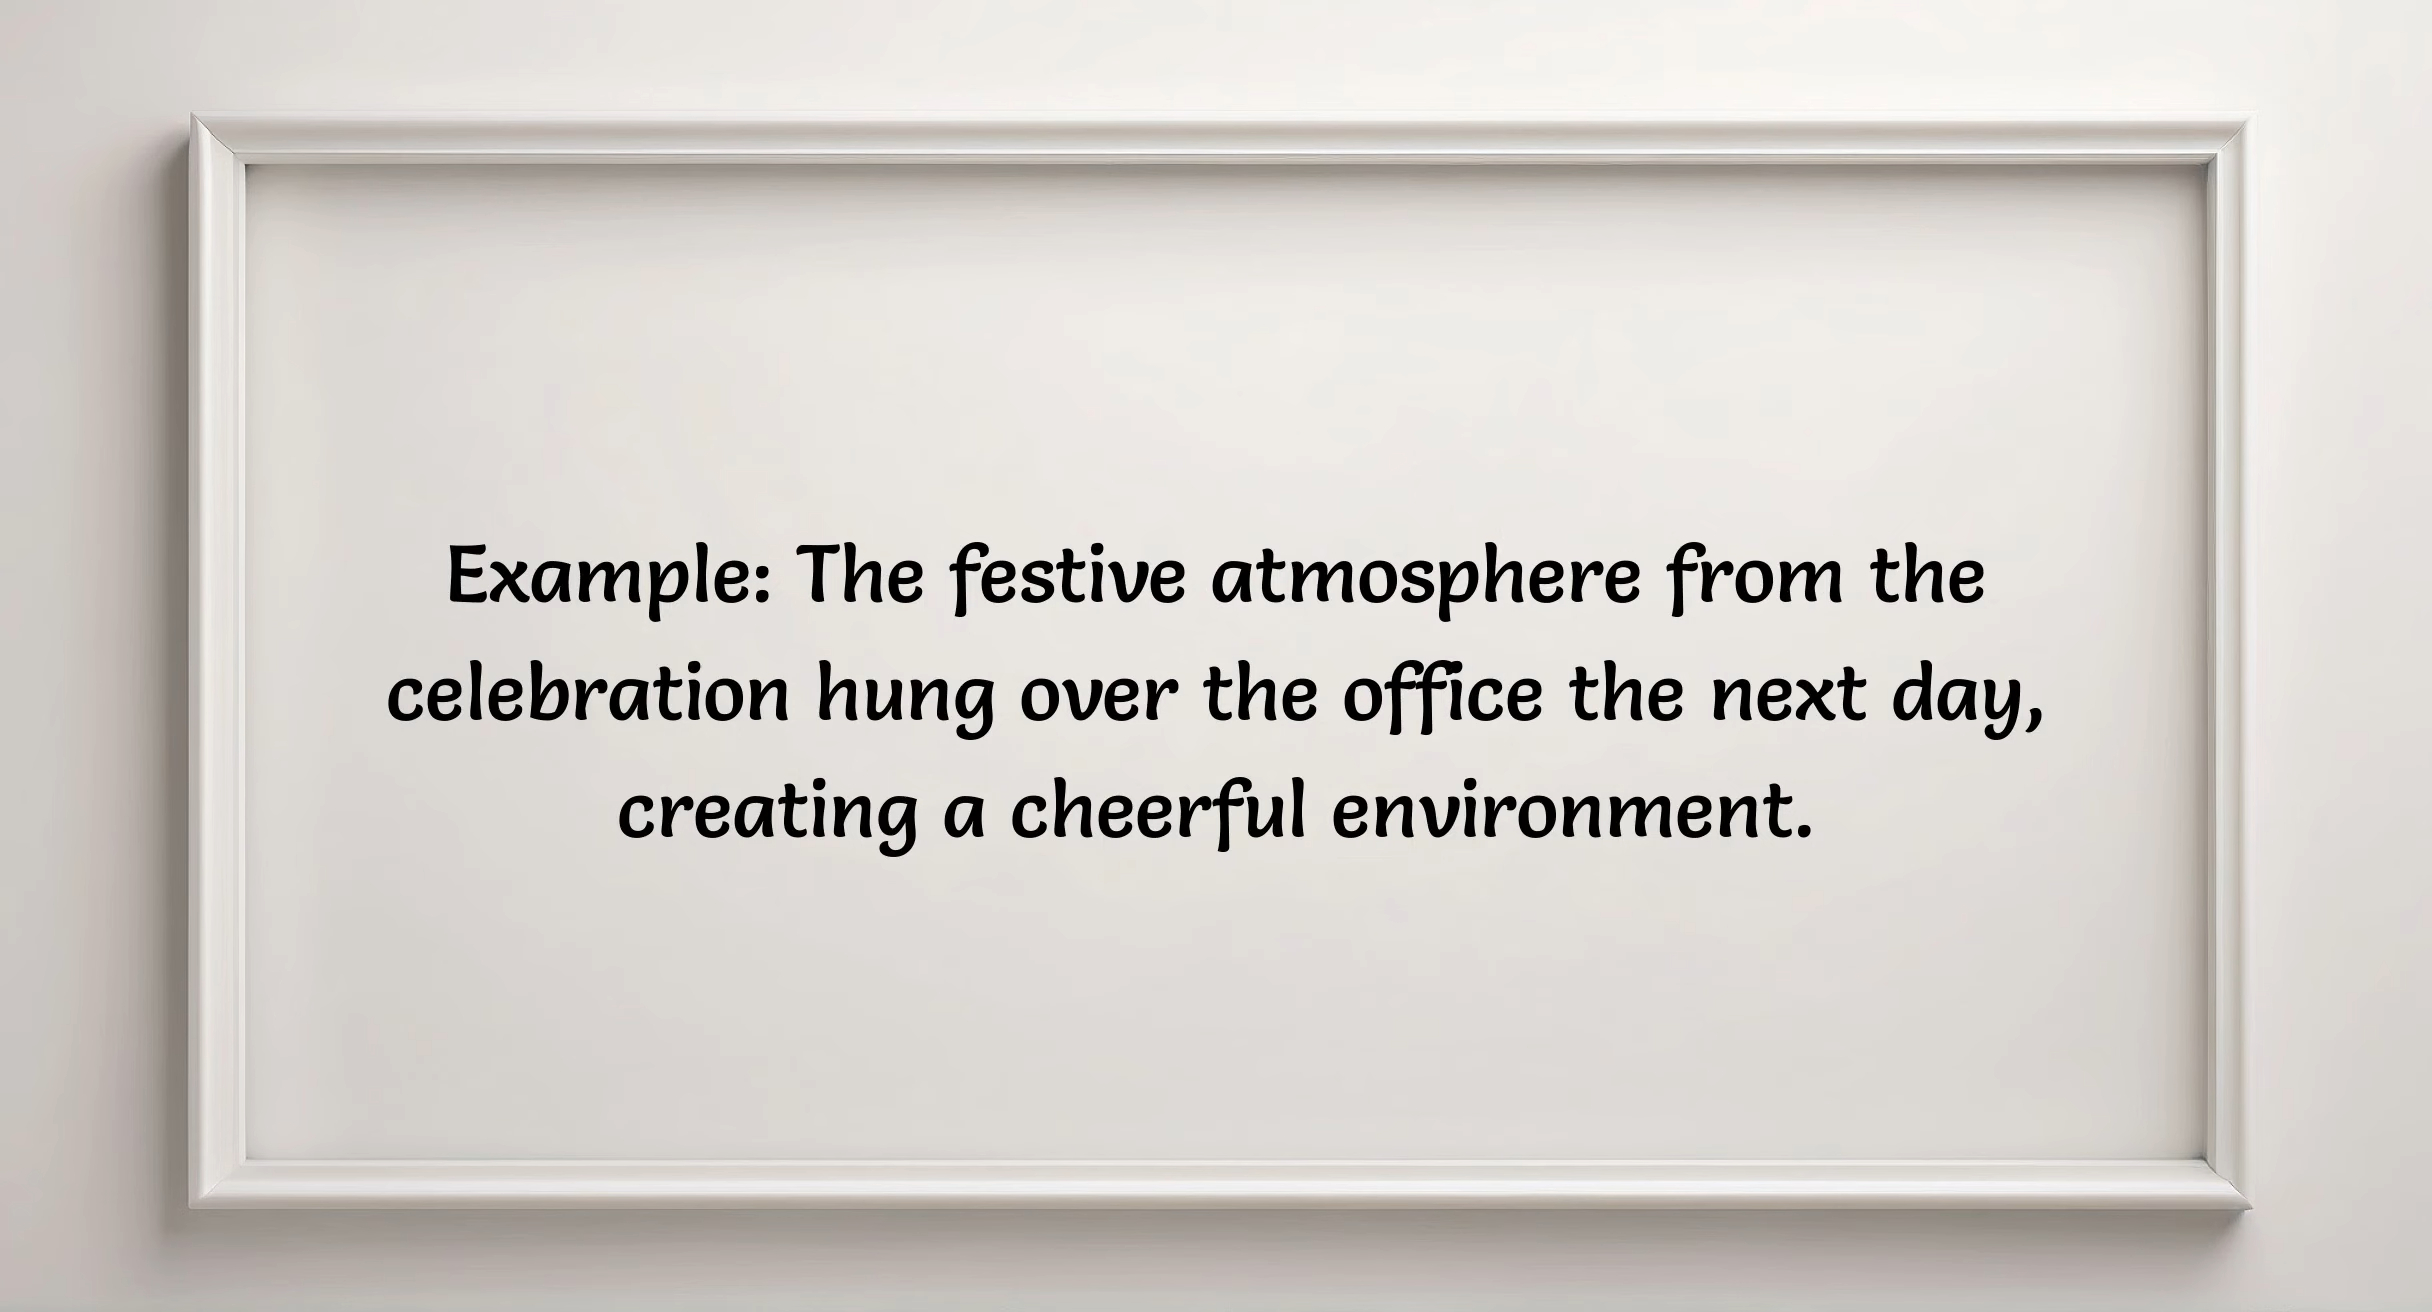 Example: The festive atmosphere from the
celebration hung over the office the next day,
creating a cheerful environment.